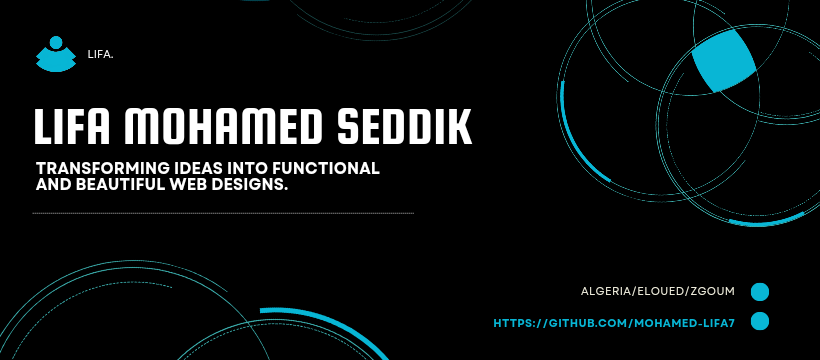 LIFA.
LIFA MOHAMED SEDDIK
TRANSFORMING IDEAS INTO FUNCTIONAL
AND BEAUTIFUL WEB DESIGNS.
ALGERIA/ELOUED/ZGOUM
HTTPS://GITHUB.COM/MOHAMED-LIFA7